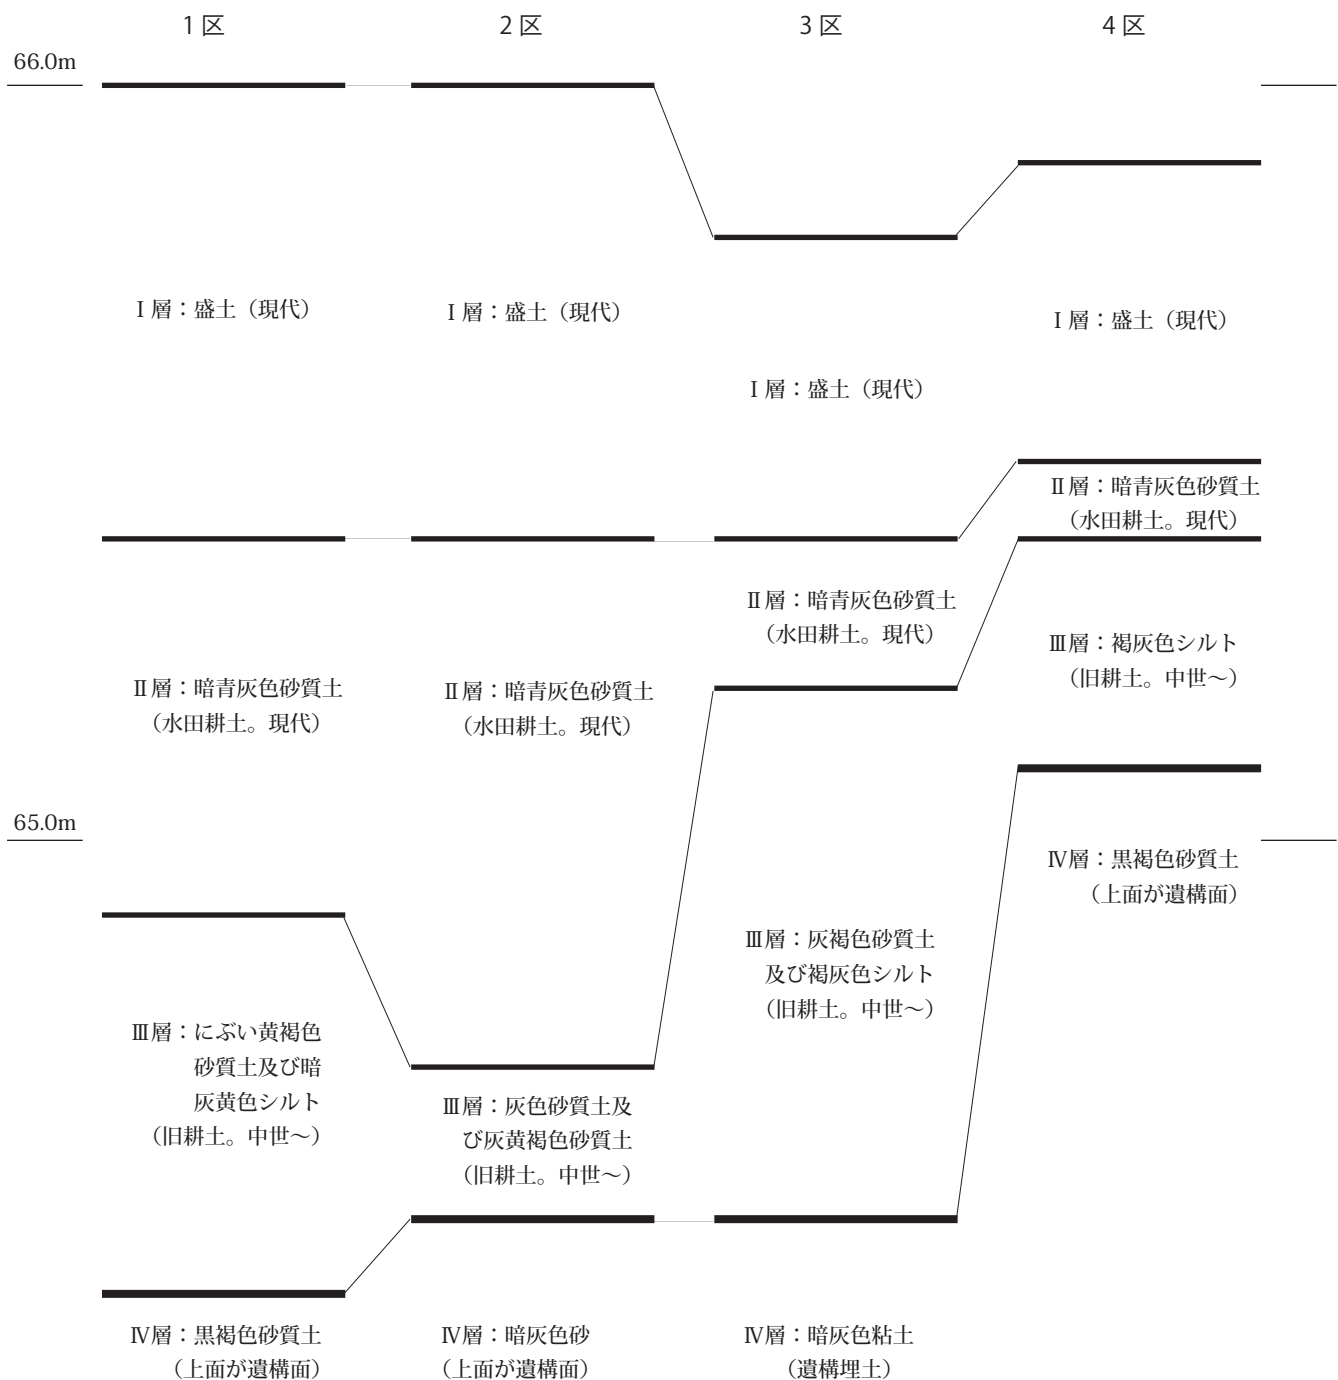 1 区
2 区
3 区
4 区
66.0m
Ⅰ層：盛土（現代）
Ⅰ層：盛土（現代）
Ⅰ層：盛土（現代）
Ⅰ層：盛土（現代）
Ⅱ層：暗青灰色砂質土
（水田耕土。現代）
Ⅱ層：暗青灰色砂質土
（水田耕土。現代）
Ⅱ層：暗青灰色砂質土
（水田耕土。現代）
Ⅱ層：暗青灰色砂質土
（水田耕土。現代）
Ⅲ層：褐灰色シルト
（旧耕土。中世～）
65.0m
Ⅳ層：黒褐色砂質土
（上面が遺構面）
Ⅲ層：灰褐色砂質土
及び褐灰色シルト
（旧耕土。中世～）
Ⅲ層：にぶい黄褐色
砂質土及び暗
灰黄色シルト
（旧耕土。中世～）
Ⅲ層：灰色砂質土及
び灰黄褐色砂質土
（旧耕土。中世～）
Ⅳ層：黒褐色砂質土
（上面が遺構面）
Ⅳ層：暗灰色砂
（上面が遺構面）
Ⅳ層：暗灰色粘土
（遺構埋土）